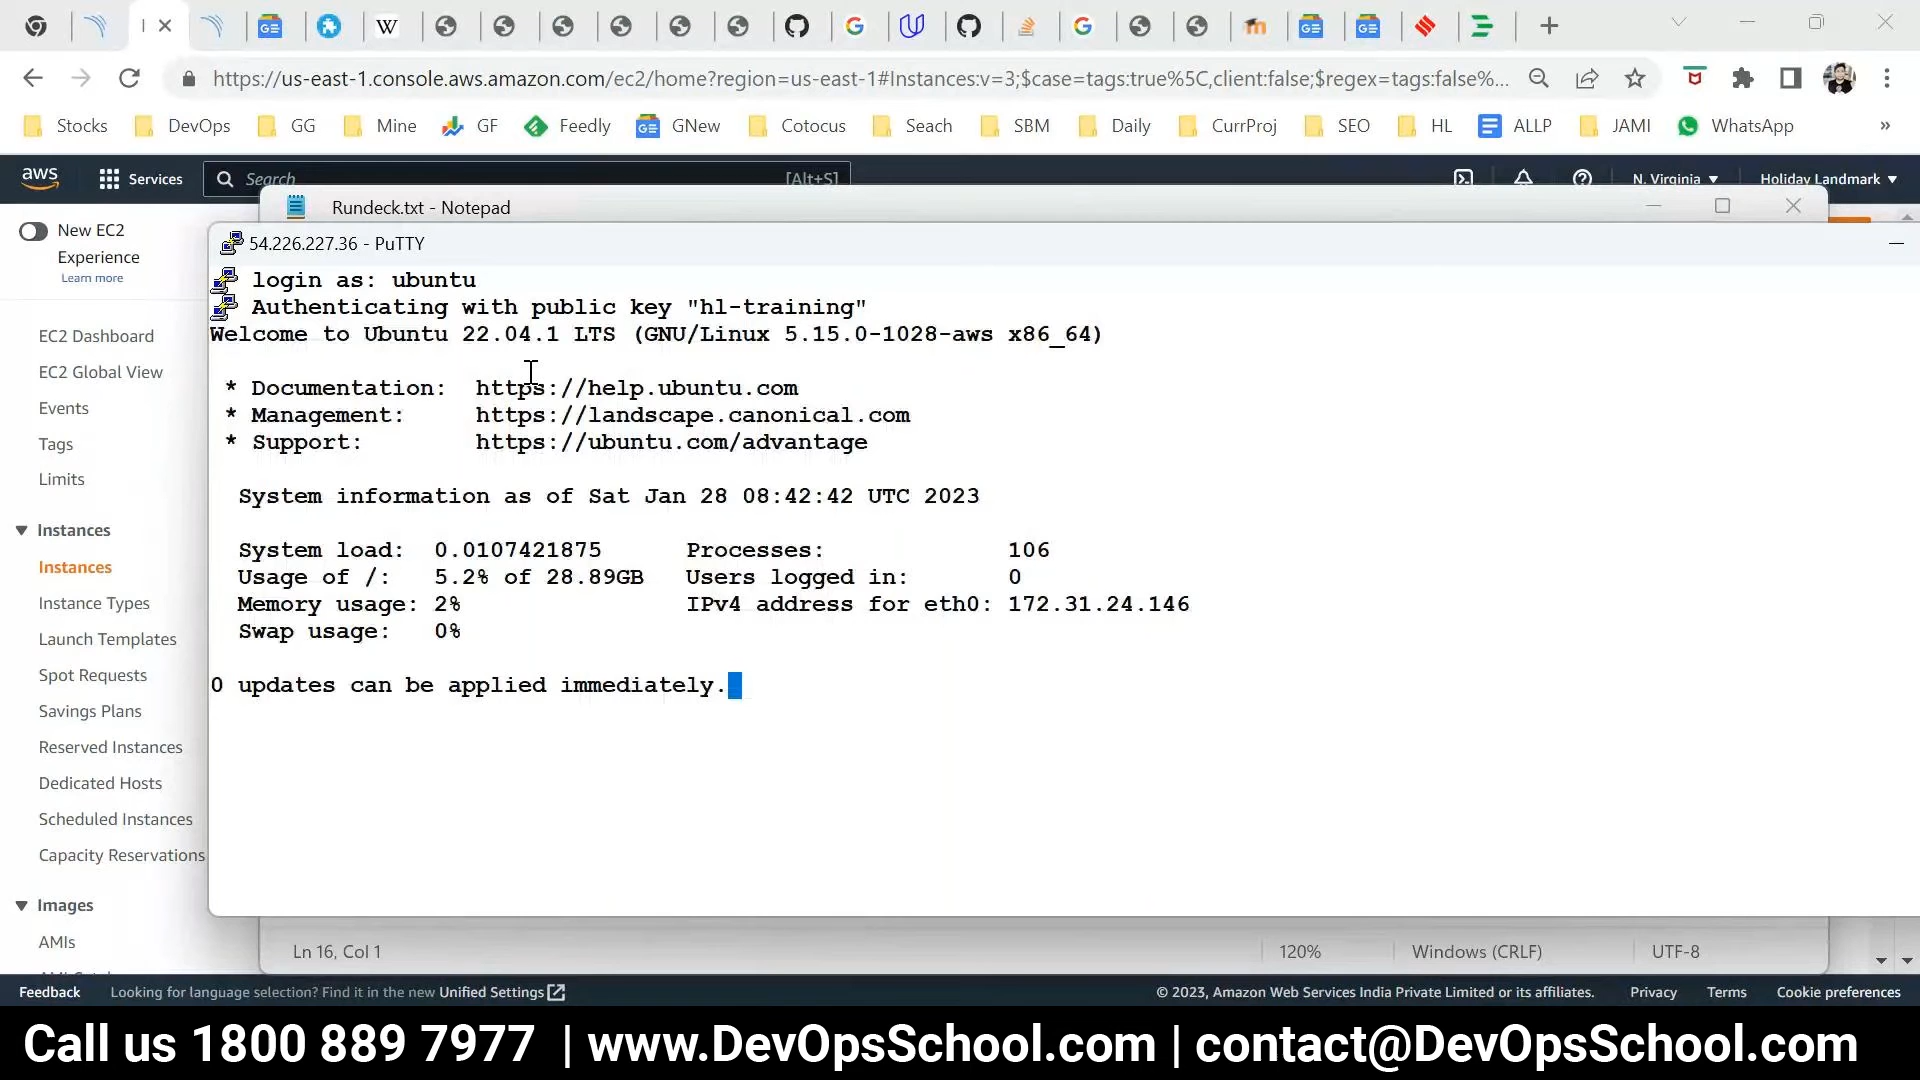 https://us-east-1.console.aws.amazon.com/ec2/home?region=us-east-1#Instances:v=3;$case=tags:true%5C,client:false;$regex=tags:false%...
Stocks DevOps GG Mine GF Feedly GNew Cotocus Seach SBM Daily CurrProj SEO HL ALLP JAMI WhatsApp »
aws Services Search [Alt+S] N. Virginia Holiday Landmark
Rundeck.txt - Notepad
54.226.227.36 - PuTTY
login as: ubuntu
Authenticating with public key "hl-training"
Welcome to Ubuntu 22.04.1 LTS (GNU/Linux 5.15.0-1028-aws x86_64)
* Documentation: https://help.ubuntu.com
* Management: https://landscape.canonical.com
* Support: https://ubuntu.com/advantage
System information as of Sat Jan 28 08:42:42 UTC 2023
System load: 0.0107421875 Processes: 106
Usage of /: 5.2% of 28.89GB Users logged in: 0
Memory usage: 2% IPv4 address for eth0: 172.31.24.146
Swap usage: 0%
0 updates can be applied immediately.
New EC2
Experience
Learn more
EC2 Dashboard
EC2 Global View
Events
Tags
Limits
Instances
Instances
Instance Types
Launch Templates
Spot Requests
Savings Plans
Reserved Instances
Dedicated Hosts
Scheduled Instances
Capacity Reservations
Images
AMIs
Ln 16, Col 1 120% Windows (CRLF) UTF-8
Feedback Looking for language selection? Find it in the new Unified Settings © 2023, Amazon Web Services India Private Limited or its affiliates. Privacy Terms Cookie preferences
Call us 1800 889 7977 | www.DevOpsSchool.com | contact@DevOpsSchool.com